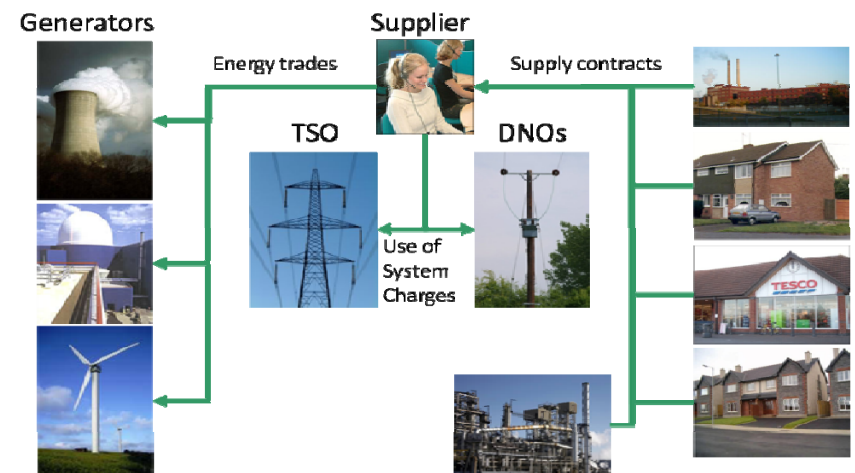 Generators
Supplier
Energy trades
Supply contracts
TSO
DNOs
Use of
System
Charges
TESCO